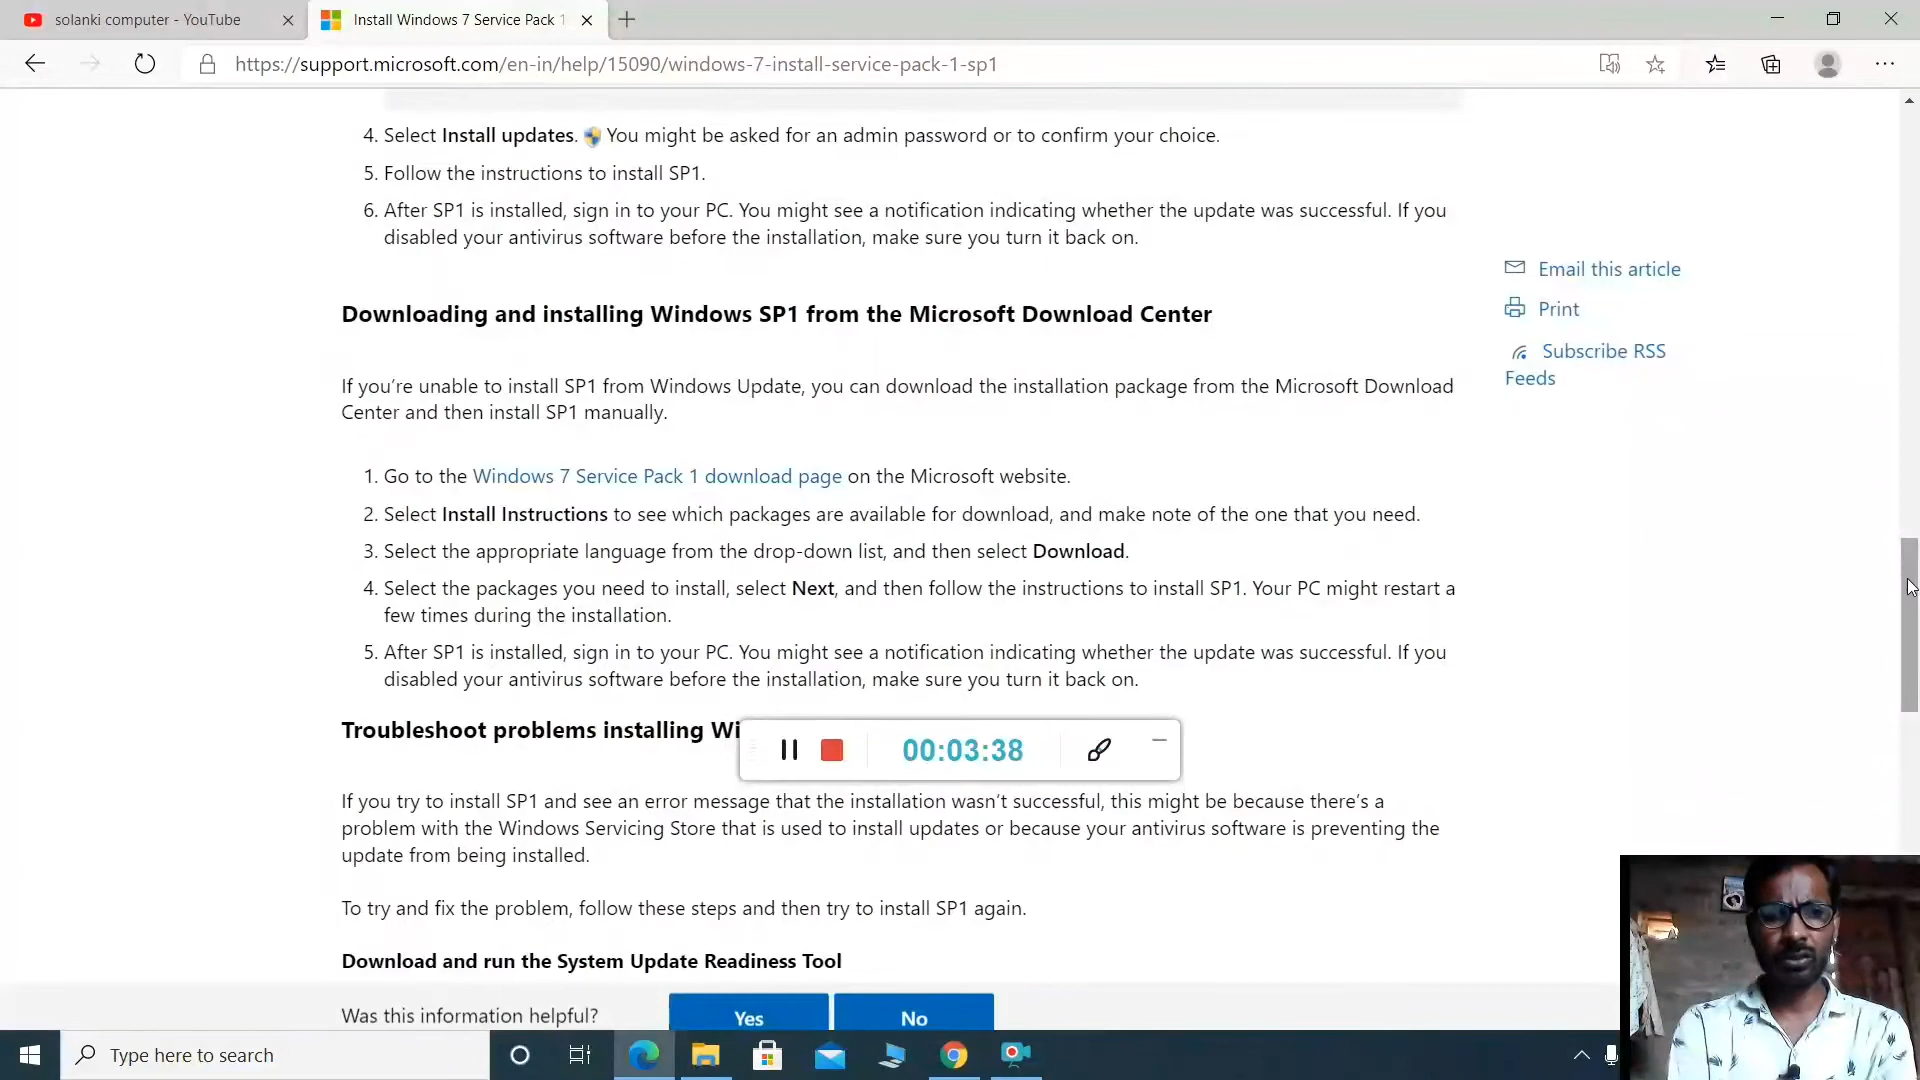 solanki computer - YouTube
Install Windows 7 Service Pack 1
https://support.microsoft.com/en-in/help/15090/windows-7-install-service-pack-1-sp1
4. Select Install updates. You might be asked for an admin password or to confirm your choice.
5. Follow the instructions to install SP1.
6. After SP1 is installed, sign in to your PC. You might see a notification indicating whether the update was successful. If you
disabled your antivirus software before the installation, make sure you turn it back on.
Email this article
Print
Subscribe RSS
Feeds
Downloading and installing Windows SP1 from the Microsoft Download Center
If you’re unable to install SP1 from Windows Update, you can download the installation package from the Microsoft Download
Center and then install SP1 manually.
1. Go to the Windows 7 Service Pack 1 download page on the Microsoft website.
2. Select Install Instructions to see which packages are available for download, and make note of the one that you need.
3. Select the appropriate language from the drop-down list, and then select Download.
4. Select the packages you need to install, select Next, and then follow the instructions to install SP1. Your PC might restart a
few times during the installation.
5. After SP1 is installed, sign in to your PC. You might see a notification indicating whether the update was successful. If you
disabled your antivirus software before the installation, make sure you turn it back on.
Troubleshoot problems installing Wi
00:03:38
If you try to install SP1 and see an error message that the installation wasn’t successful, this might be because there’s a
problem with the Windows Servicing Store that is used to install updates or because your antivirus software is preventing the
update from being installed.
To try and fix the problem, follow these steps and then try to install SP1 again.
Download and run the System Update Readiness Tool
Was this information helpful?
Yes
No
Type here to search